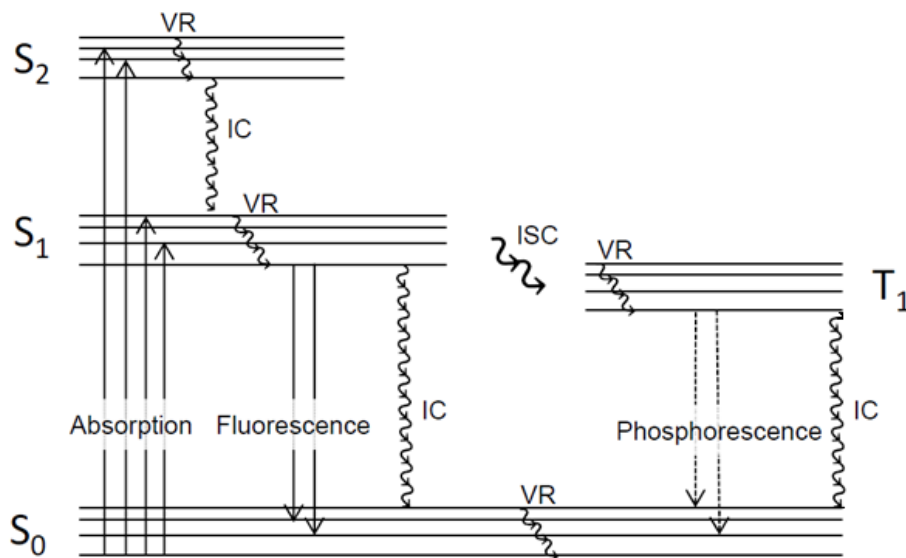 VR
S2
IC
VR
S1
ISC
VR
T1
Absorption
Fluorescence
IC
Phosphorescence
IC
VR
S0